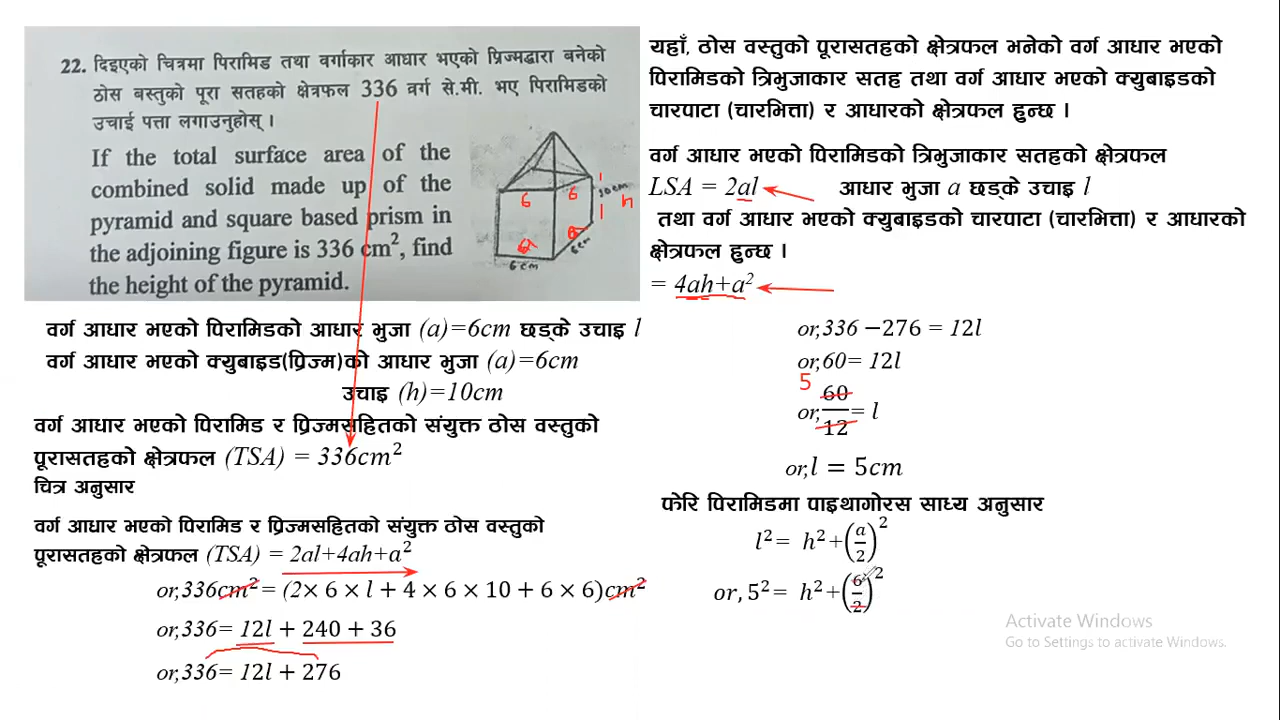 22. दिइएको चित्रमा पिरामिड तथा वर्गाकार आधार भएको प्रिज्मद्वारा बनेको
ठोस बस्तुको पूरा सतहको क्षेत्रफल 336 वर्ग से.मी. भए पिरामिडको
उचाई पत्ता लगाउनुहोस् ।
If the total surface area of the
combined solid made up of the
pyramid and square based prism in
the adjoining figure is 336 cm², find
the height of the pyramid.
6 6
10cm h
6 6
6cm 6cm
वर्ग आधार भएको पिरामिडको आधार भुजा (a)=6cm छड्के उचाइ l
वर्ग आधार भएको क्युबाइड(प्रिज्म)को आधार भुजा (a)=6cm
उचाइ (h)=10cm
वर्ग आधार भएको पिरामिड र प्रिज्मसहितको संयुक्त ठोस वस्तुको
पूरासतहको क्षेत्रफल (TSA) = 336cm²
चित्र अनुसार
वर्ग आधार भएको पिरामिड र प्रिज्मसहितको संयुक्त ठोस वस्तुको
पूरासतहको क्षेत्रफल (TSA) = 2al+4ah+a²
or,336cm²= (2× 6 × l + 4 × 6 × 10 + 6 × 6)cm²
or,336= 12l + 240 + 36
or,336= 12l + 276
यहाँ, ठोस वस्तुको पूरासतहको क्षेत्रफल भनेको वर्ग आधार भएको
पिरामिडको त्रिभुजाकार सतह तथा वर्ग आधार भएको क्युबाइडको
चारपाटा (चारभित्ता) र आधारको क्षेत्रफल हुन्छ ।
वर्ग आधार भएको पिरामिडको त्रिभुजाकार सतहको क्षेत्रफल
LSA = 2al आधार भुजा a छड्के उचाइ l
तथा वर्ग आधार भएको क्युबाइडको चारपाटा (चारभित्ता) र आधारको
क्षेत्रफल हुन्छ ।
= 4ah+a²
or,336 −276 = 12l
or,60= 12l
5
or,60/12= l
or,l = 5cm
फेरि पिरामिडमा पाइथागोरस साध्य अनुसार
l²= h²+(a/2)²
or, 5²= h²+(6/2)²
Activate Windows
Go to Settings to activate Windows.